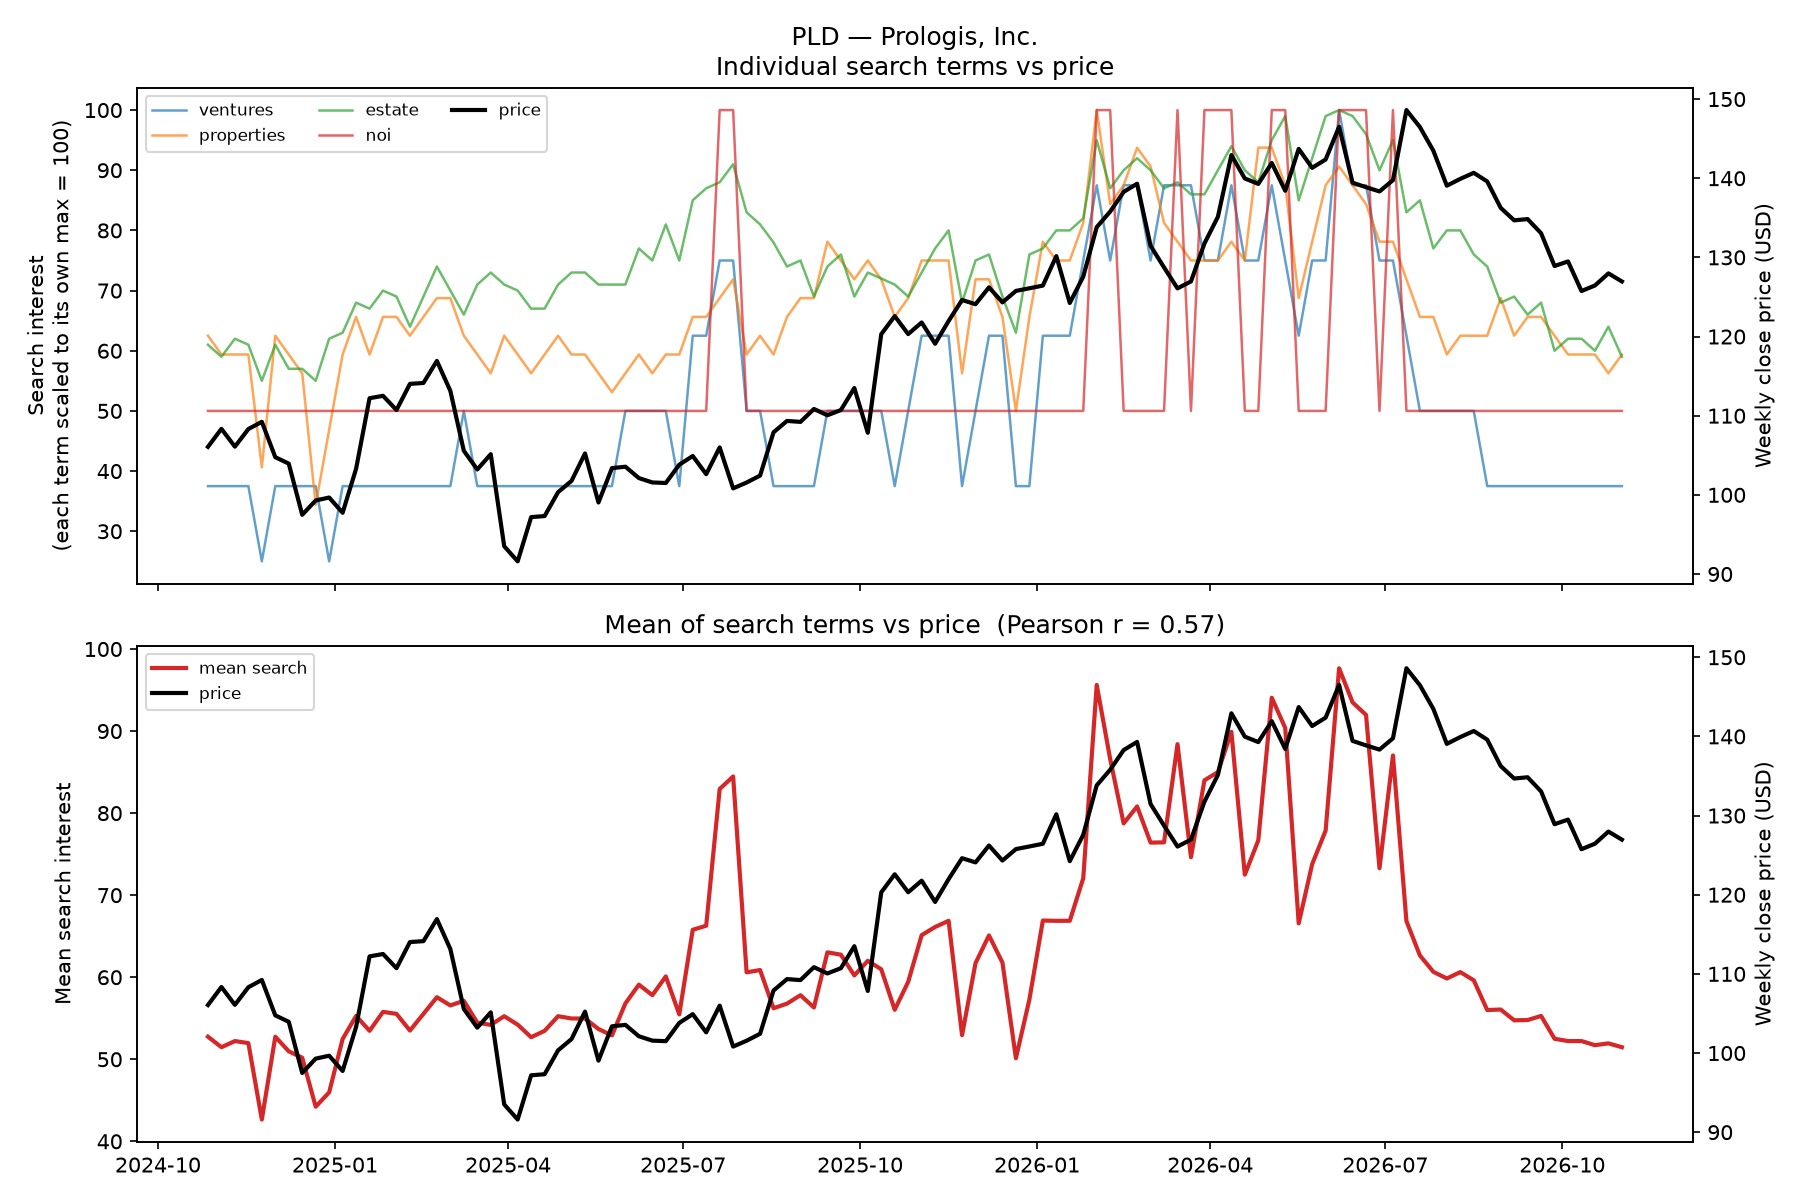 PLD — Prologis, Inc.
Individual search terms vs price
ventures
properties
estate
noi
price
Search interest
(each term scaled to its own max = 100)
100
90
80
70
60
50
40
30
150
140
130
120
110
100
90
Weekly close price (USD)
Mean of search terms vs price (Pearson r = 0.57)
mean search
price
Mean search interest
100
90
80
70
60
50
40
150
140
130
120
110
100
90
Weekly close price (USD)
2024-10
2025-01
2025-04
2025-07
2025-10
2026-01
2026-04
2026-07
2026-10